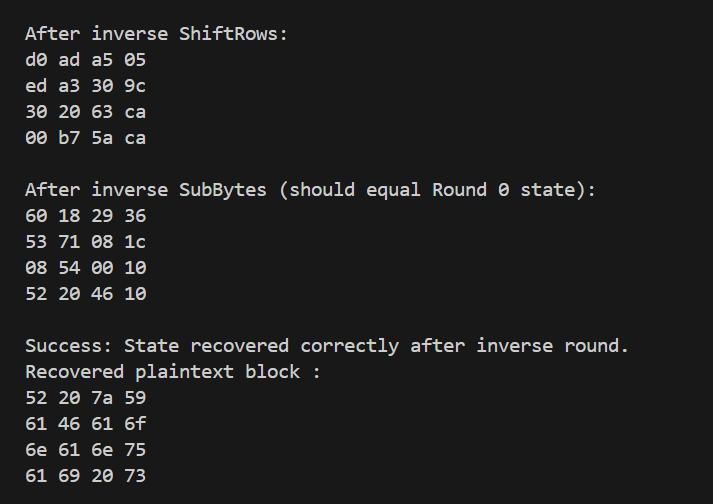 After inverse ShiftRows:
d0 ad a5 05
ed a3 30 9c
30 20 63 ca
00 b7 5a ca
After inverse SubBytes (should equal Round 0 state):
60 18 29 36
53 71 08 1c
08 54 00 10
52 20 46 10
Success: State recovered correctly after inverse round.
Recovered plaintext block :
52 20 7a 59
61 46 61 6f
6e 61 6e 75
61 69 20 73